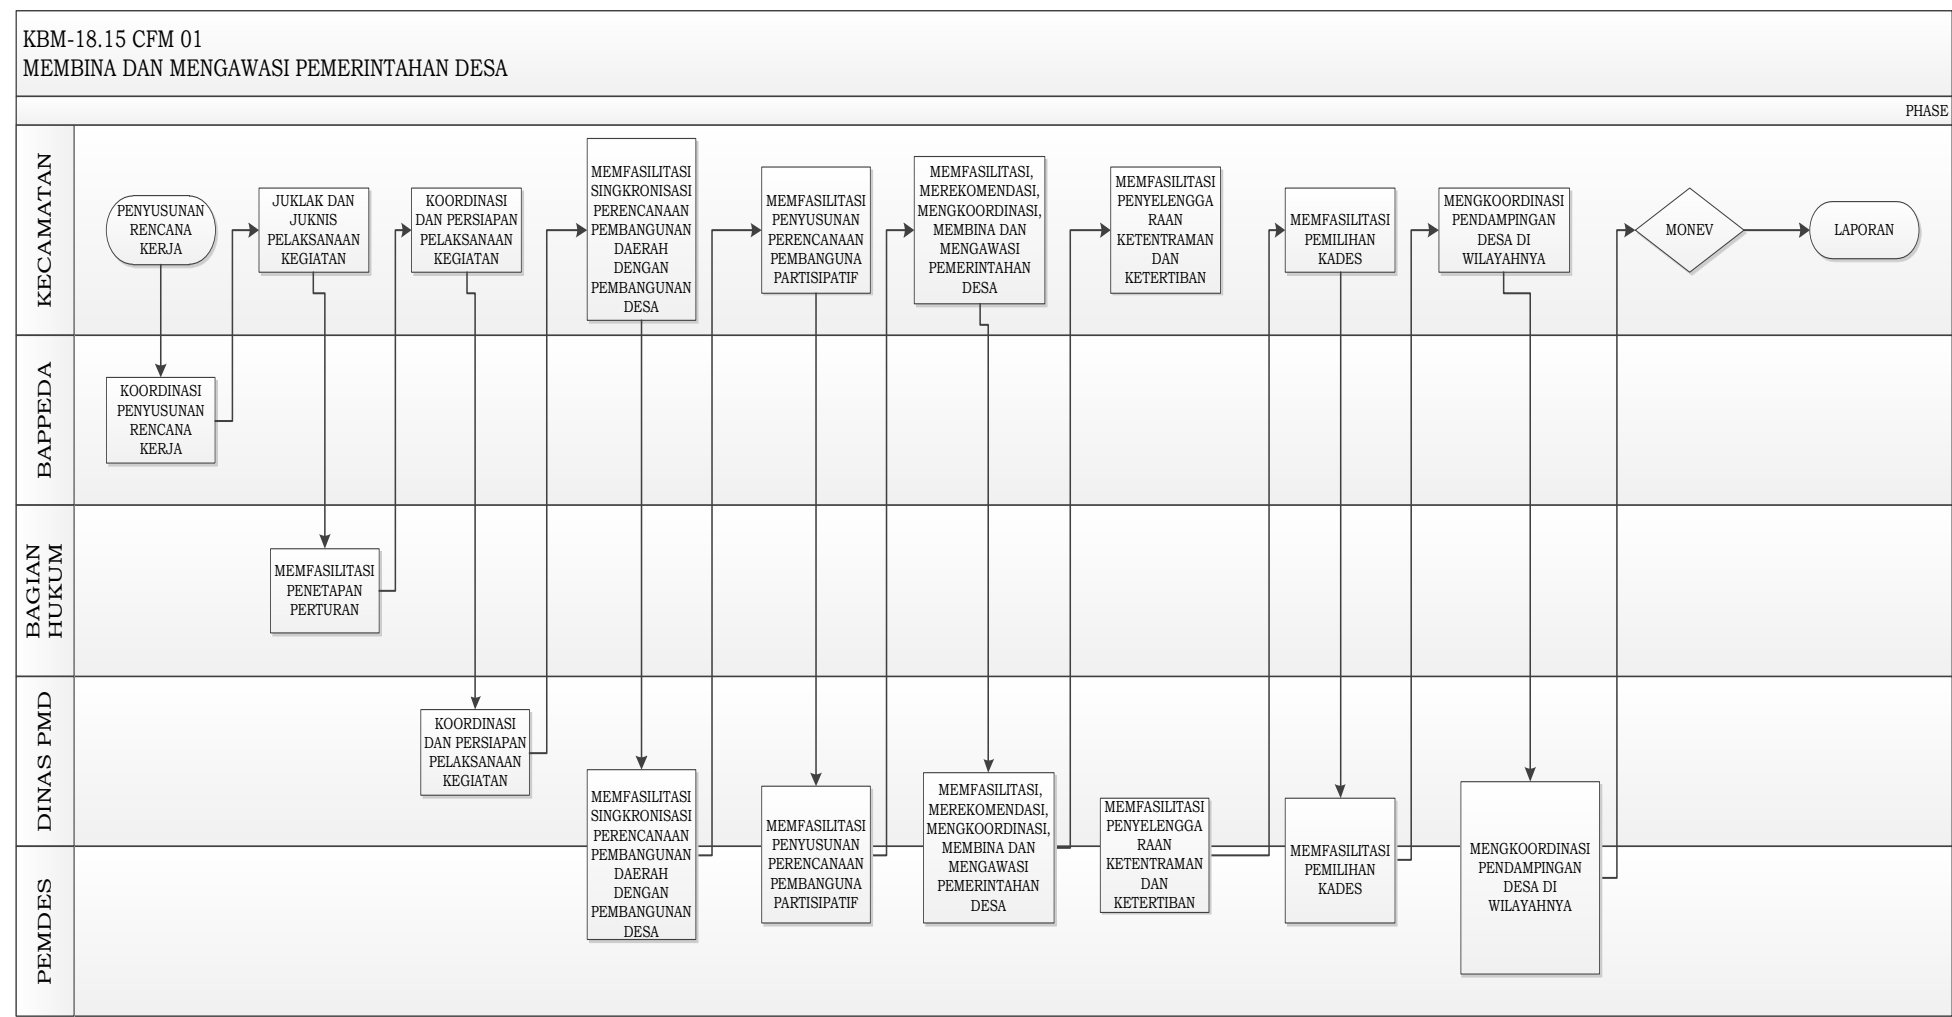 KBM-18.15 CFM 01
MEMBINA DAN MENGAWASI PEMERINTAHAN DESA
PHASE
KECAMATAN
PENYUSUNAN
RENCANA
KERJA
JUKLAK DAN
JUKNIS
PELAKSANAAN
KEGIATAN
KOORDINASI
DAN PERSIAPAN
PELAKSANAAN
KEGIATAN
MEMFASILITASI
SINGKRONISASI
PERENCANAAN
PEMBANGUNAN
DAERAH
DENGAN
PEMBANGUNAN
DESA
MEMFASILITASI
PENYUSUNAN
PERENCANAAN
PEMBANGUNA
PARTISIPATIF
MEMFASILITASI,
MEREKOMENDASI,
MENGKOORDINASI,
MEMBINA DAN
MENGAWASI
PEMERINTAHAN
DESA
MEMFASILITASI
PENYELENGGA
RAAN
KETENTRAMAN
DAN
KETERTIBAN
MEMFASILITASI
PEMILIHAN
KADES
MENGKOORDINASI
PENDAMPINGAN
DESA DI
WILAYAHNYA
MONEV
LAPORAN
BAPPEDA
KOORDINASI
PENYUSUNAN
RENCANA
KERJA
BAGIAN
HUKUM
MEMFASILITASI
PENETAPAN
PERTURAN
DINAS PMD
KOORDINASI
DAN PERSIAPAN
PELAKSANAAN
KEGIATAN
PEMDES
MEMFASILITASI
SINGKRONISASI
PERENCANAAN
PEMBANGUNAN
DAERAH
DENGAN
PEMBANGUNAN
DESA
MEMFASILITASI
PENYUSUNAN
PERENCANAAN
PEMBANGUNA
PARTISIPATIF
MEMFASILITASI,
MEREKOMENDASI,
MENGKOORDINASI,
MEMBINA DAN
MENGAWASI
PEMERINTAHAN
DESA
MEMFASILITASI
PENYELENGGA
RAAN
KETENTRAMAN
DAN
KETERTIBAN
MEMFASILITASI
PEMILIHAN
KADES
MENGKOORDINASI
PENDAMPINGAN
DESA DI
WILAYAHNYA